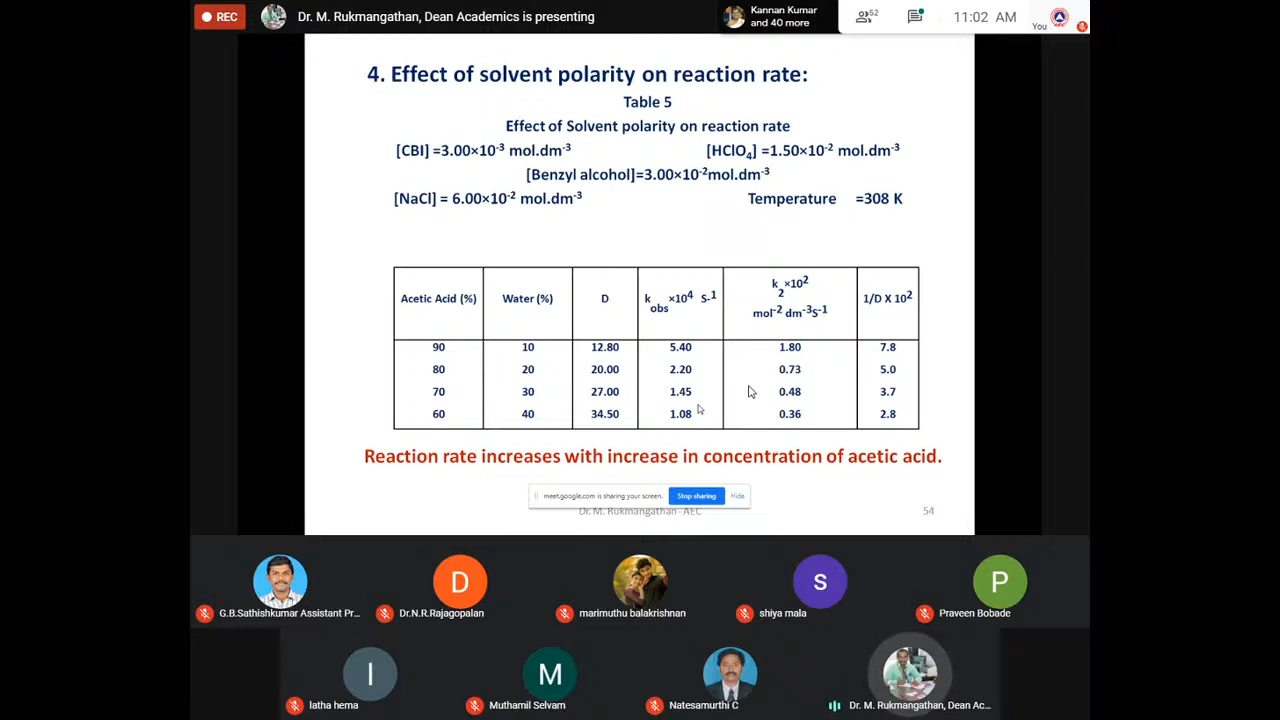 REC
Dr. M. Rukmangathan, Dean Academics is presenting
Kannan Kumar
and 40 more
52
11:02 AM
You
4. Effect of solvent polarity on reaction rate:
Table 5
Effect of Solvent polarity on reaction rate
[CBI] =3.00×10-3 mol.dm-3 [HClO4] =1.50×10-2 mol.dm-3
[Benzyl alcohol]=3.00×10-2mol.dm-3
[NaCl] = 6.00×10-2 mol.dm-3 Temperature =308 K
Acetic Acid (%) Water (%) D k obs ×104 S-1 k2×102 mol-2 dm-3S-1 1/D X 102
90 10 12.80 5.40 1.80 7.8
80 20 20.00 2.20 0.73 5.0
70 30 27.00 1.45 0.48 3.7
60 40 34.50 1.08 0.36 2.8
Reaction rate increases with increase in concentration of acetic acid.
meet.google.com is sharing your screen. Stop sharing Hide
Dr. M. Rukmangathan - AEC 54
D
s
P
G.B.Sathishkumar Assistant Pr...
Dr.N.R.Rajagopalan
marimuthu balakrishnan
shiya mala
Praveen Bobade
l
M
latha hema
Muthamil Selvam
Natesamurthi C
Dr. M. Rukmangathan, Dean Ac...